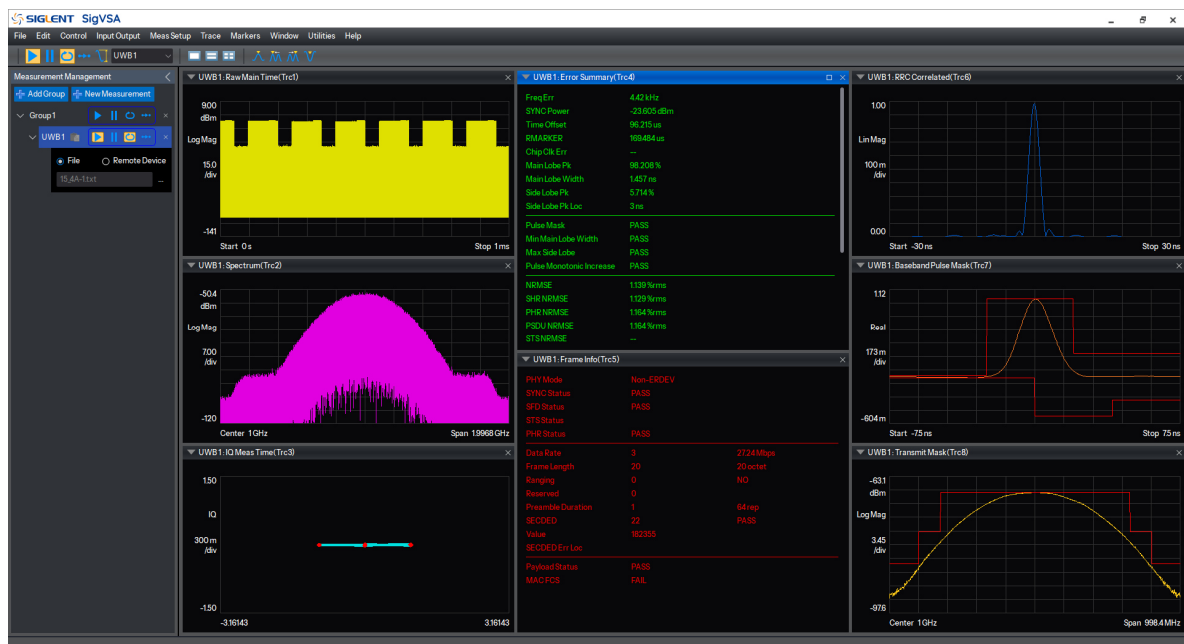 SIGLENT SigVSA
File Edit Control Input/Output Meas Setup Trace Markers Window Utilities Help
UWB1
Measurement Management
Add Group New Measurement
Group1
UWB1
File Remote Device
15_4A-1.txt ...
UWB1: Raw Main Time(Trc1)
900
dBm
Log Mag
15.0
/div
-141
Start 0 s Stop 1 ms
UWB1: Spectrum(Trc2)
-50.4
dBm
Log Mag
7.00
/div
-120
Center 1 GHz Span 1.9968 GHz
UWB1: IQ Meas Time(Trc3)
1.50
IQ
300 m
/div
-1.50
-3.16143 3.16143
UWB1: Error Summary(Trc4)
Freq Err 4.42 kHz
SYNC Power -23.605 dBm
Time Offset 96.215 us
RMARKER 169.484 us
Chip Clk Err --
Main Lobe Pk 98.208 %
Main Lobe Width 1.457 ns
Side Lobe Pk 5.714 %
Side Lobe Pk Loc 3 ns
Pulse Mask PASS
Min Main Lobe Width PASS
Max Side Lobe PASS
Pulse Monotonic Increase PASS
NRMSE 1.139 %rms
SHR NRMSE 1.129 %rms
PHR NRMSE 1.164 %rms
PSDU NRMSE 1.164 %rms
STS NRMSE --
UWB1: Frame Info(Trc5)
PHY Mode Non-ERDEV
SYNC Status PASS
SFD Status PASS
STS Status
PHR Status PASS
Data Rate 3 27.24 Mbps
Frame Length 20 20 octet
Ranging 0 NO
Reserved 0
Preamble Duration 1 64 rep
SECDED 22 PASS
Value 182355
SECDED Err Loc
Payload Status PASS
MAC FCS FAIL
UWB1: RRC Correlated(Trc6)
1.00
Lin Mag
100 m
/div
0.00
Start -30 ns Stop 30 ns
UWB1: Baseband Pulse Mask(Trc7)
1.12
Real
173 m
/div
-604 m
Start -7.5 ns Stop 7.5 ns
UWB1: Transmit Mask(Trc8)
-63.1
dBm
Log Mag
3.45
/div
-97.6
Center 1 GHz Span 998.4 MHz